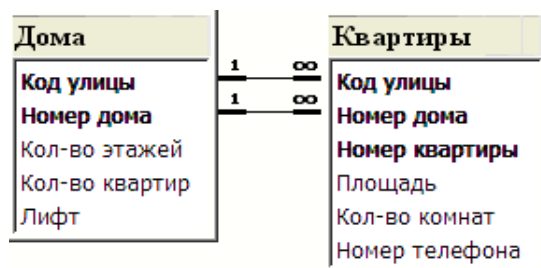 Дома
Код улицы
Номер дома
Кол-во этажей
Кол-во квартир
Лифт
1 ∞
1 ∞
Квартиры
Код улицы
Номер дома
Номер квартиры
Площадь
Кол-во комнат
Номер телефона